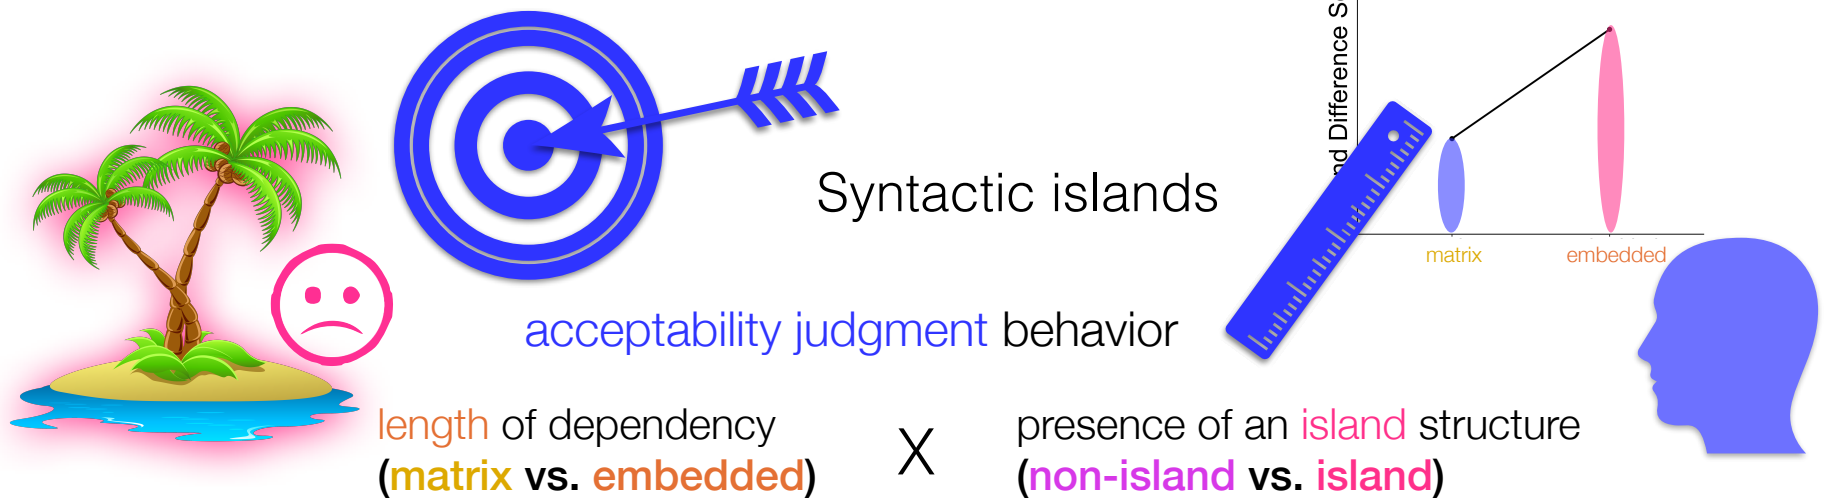 Difference
Syntactic islands
matrix
embedded
acceptability judgment behavior
length of dependency
(matrix vs. embedded)
X
presence of an island structure
(non-island vs. island)